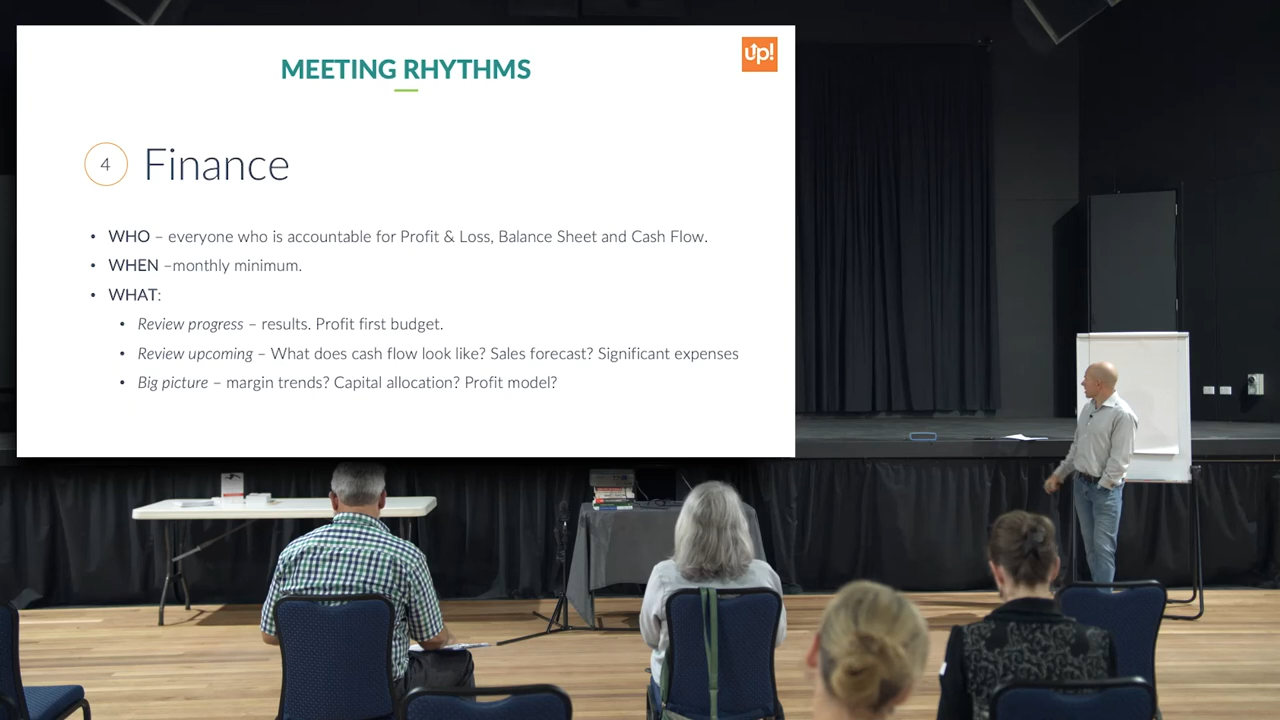 MEETING RHYTHMS
up!
4 Finance
• WHO – everyone who is accountable for Profit & Loss, Balance Sheet and Cash Flow.
• WHEN –monthly minimum.
• WHAT:
• Review progress – results. Profit first budget.
• Review upcoming – What does cash flow look like? Sales forecast? Significant expenses
• Big picture – margin trends? Capital allocation? Profit model?